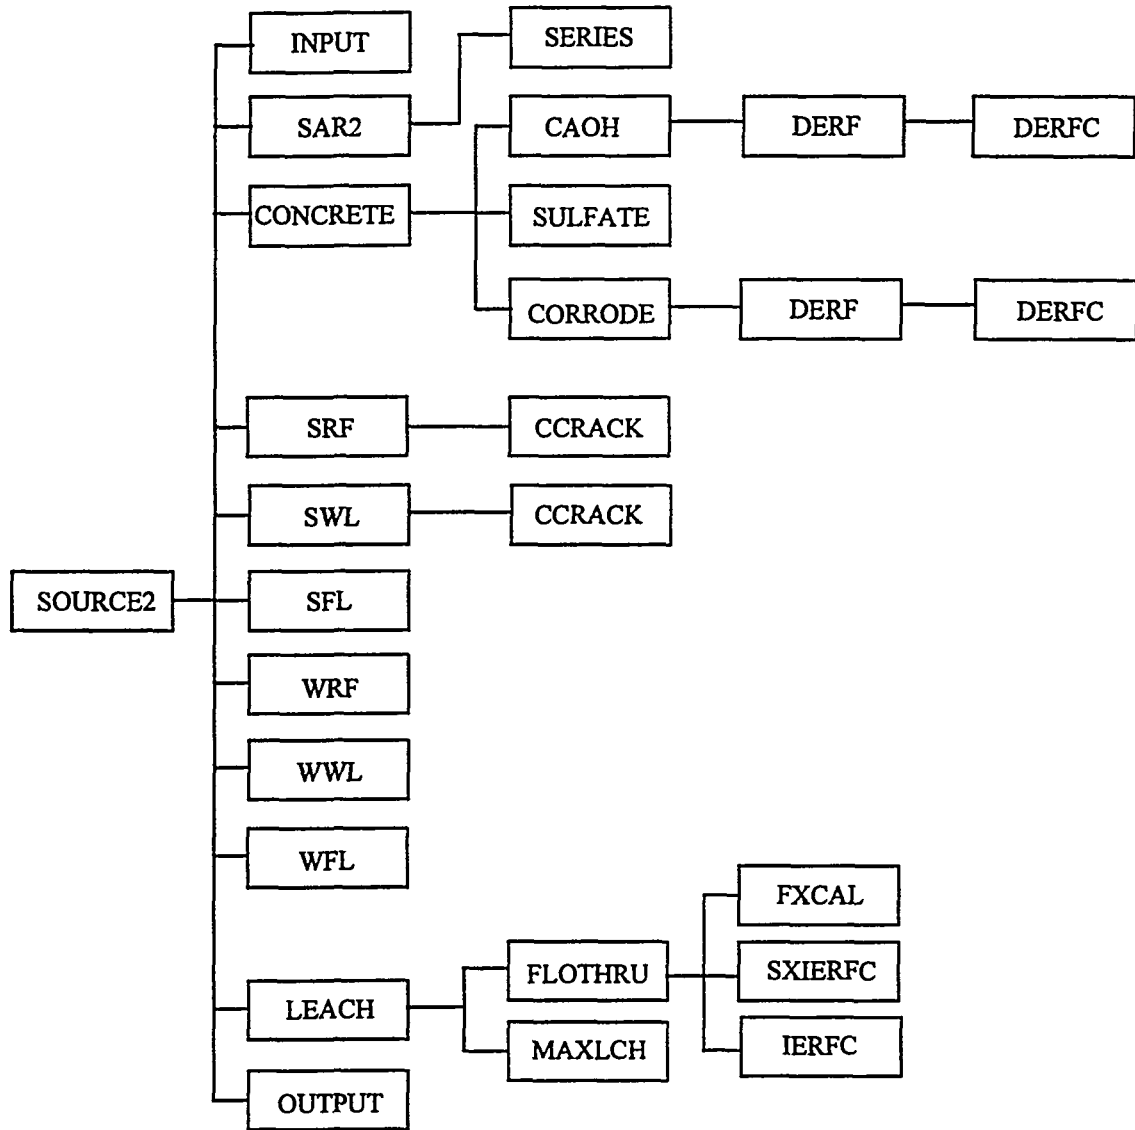 INPUT
SERIES
SAR2
CAOH
DERF
DERFC
CONCRETE
SULFATE
CORRODE
DERF
DERFC
SRF
CCRACK
SWL
CCRACK
SOURCE2
SFL
WRF
WWL
WFL
FXCAL
FLOTHRU
SXIERFC
LEACH
MAXLCH
IERFC
OUTPUT